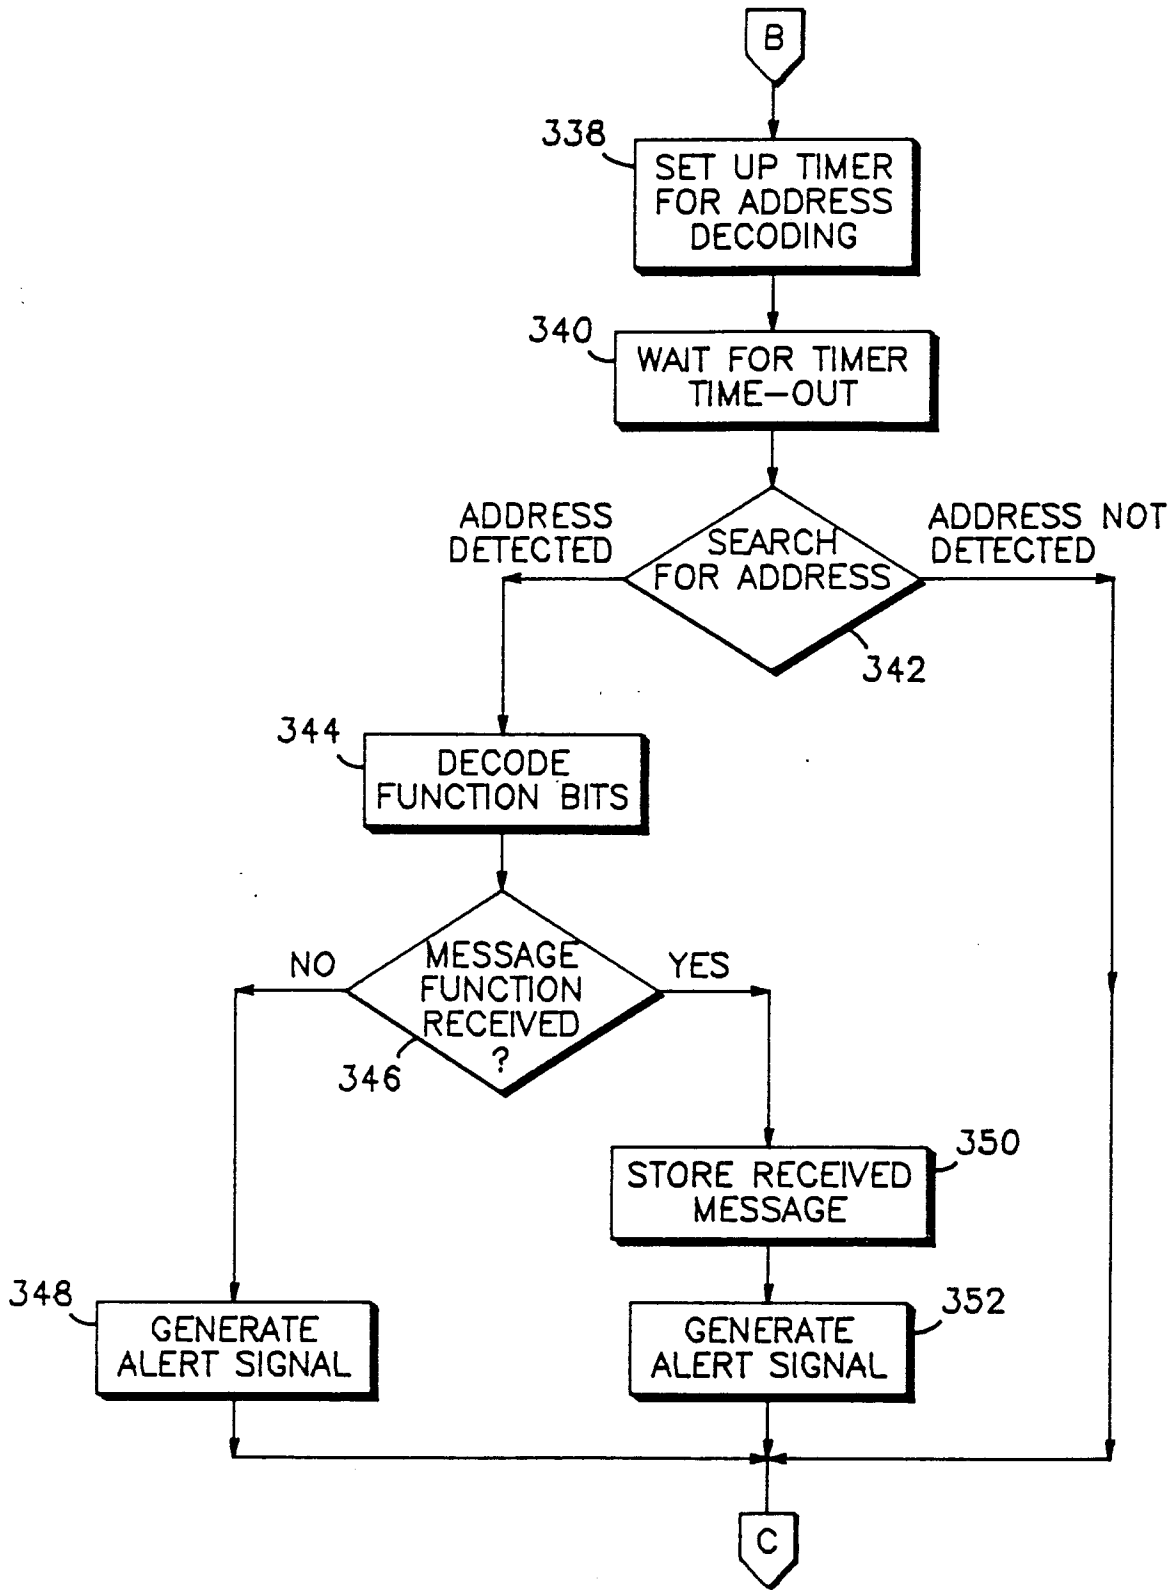 B
338
SET UP TIMER
FOR ADDRESS
DECODING
340
WAIT FOR TIMER
TIME-OUT
ADDRESS
DETECTED
SEARCH
FOR ADDRESS
ADDRESS NOT
DETECTED
342
344
DECODE
FUNCTION BITS
NO
MESSAGE
FUNCTION
RECEIVED
?
YES
346
350
STORE RECEIVED
MESSAGE
348
GENERATE
ALERT SIGNAL
352
GENERATE
ALERT SIGNAL
C